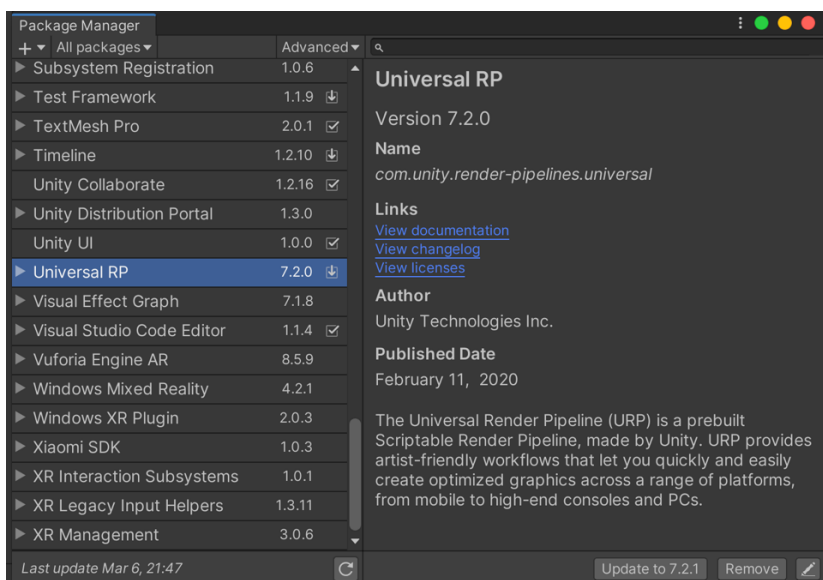 Package Manager
+ All packages Advanced
Subsystem Registration 1.0.6
Test Framework 1.1.9
TextMesh Pro 2.0.1
Timeline 1.2.10
Unity Collaborate 1.2.16
Unity Distribution Portal 1.3.0
Unity UI 1.0.0
Universal RP 7.2.0
Visual Effect Graph 7.1.8
Visual Studio Code Editor 1.1.4
Vuforia Engine AR 8.5.9
Windows Mixed Reality 4.2.1
Windows XR Plugin 2.0.3
Xiaomi SDK 1.0.3
XR Interaction Subsystems 1.0.1
XR Legacy Input Helpers 1.3.11
XR Management 3.0.6
Last update Mar 6, 21:47
Universal RP
Version 7.2.0
Name
com.unity.render-pipelines.universal
Links
View documentation
View changelog
View licenses
Author
Unity Technologies Inc.
Published Date
February 11, 2020
The Universal Render Pipeline (URP) is a prebuilt
Scriptable Render Pipeline, made by Unity. URP provides
artist-friendly workflows that let you quickly and easily
create optimized graphics across a range of platforms,
from mobile to high-end consoles and PCs.
Update to 7.2.1 Remove